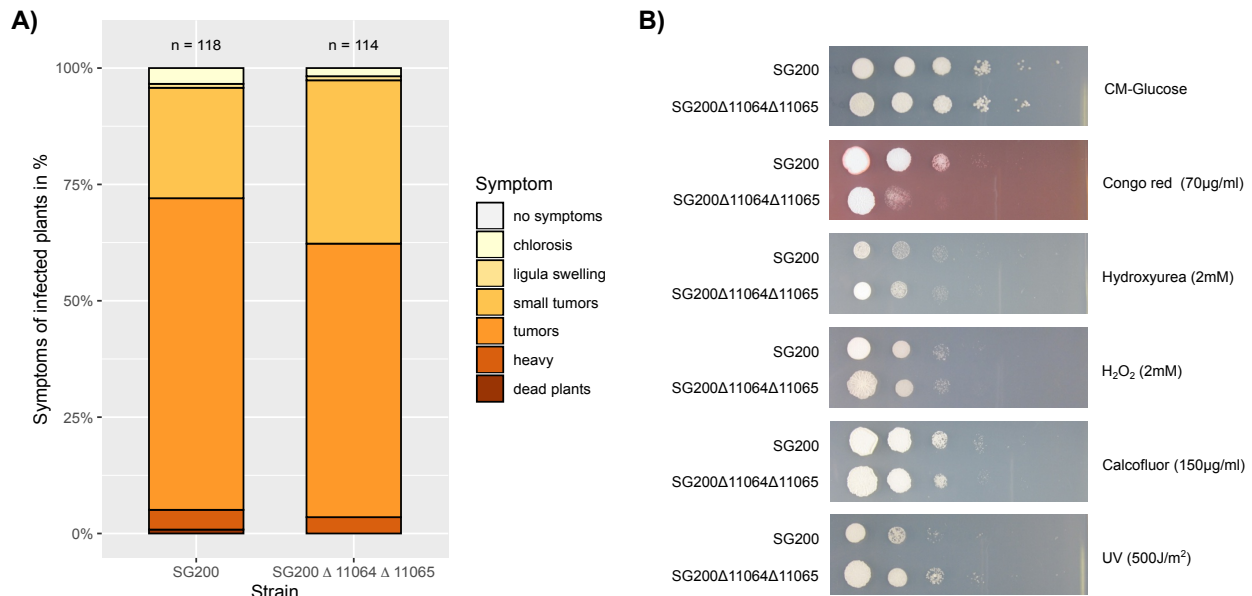 A)
n = 118
n = 114
100%
75%
50%
25%
0%
Symptoms of infected plants in %
SG200
SG200 Δ 11064 Δ 11065
Strain
Symptom
no symptoms
chlorosis
ligula swelling
small tumors
tumors
heavy
dead plants
B)
SG200
SG200Δ11064Δ11065
CM-Glucose
SG200
SG200Δ11064Δ11065
Congo red (70µg/ml)
SG200
SG200Δ11064Δ11065
Hydroxyurea (2mM)
SG200
SG200Δ11064Δ11065
H₂O₂ (2mM)
SG200
SG200Δ11064Δ11065
Calcofluor (150µg/ml)
SG200
SG200Δ11064Δ11065
UV (500J/m²)